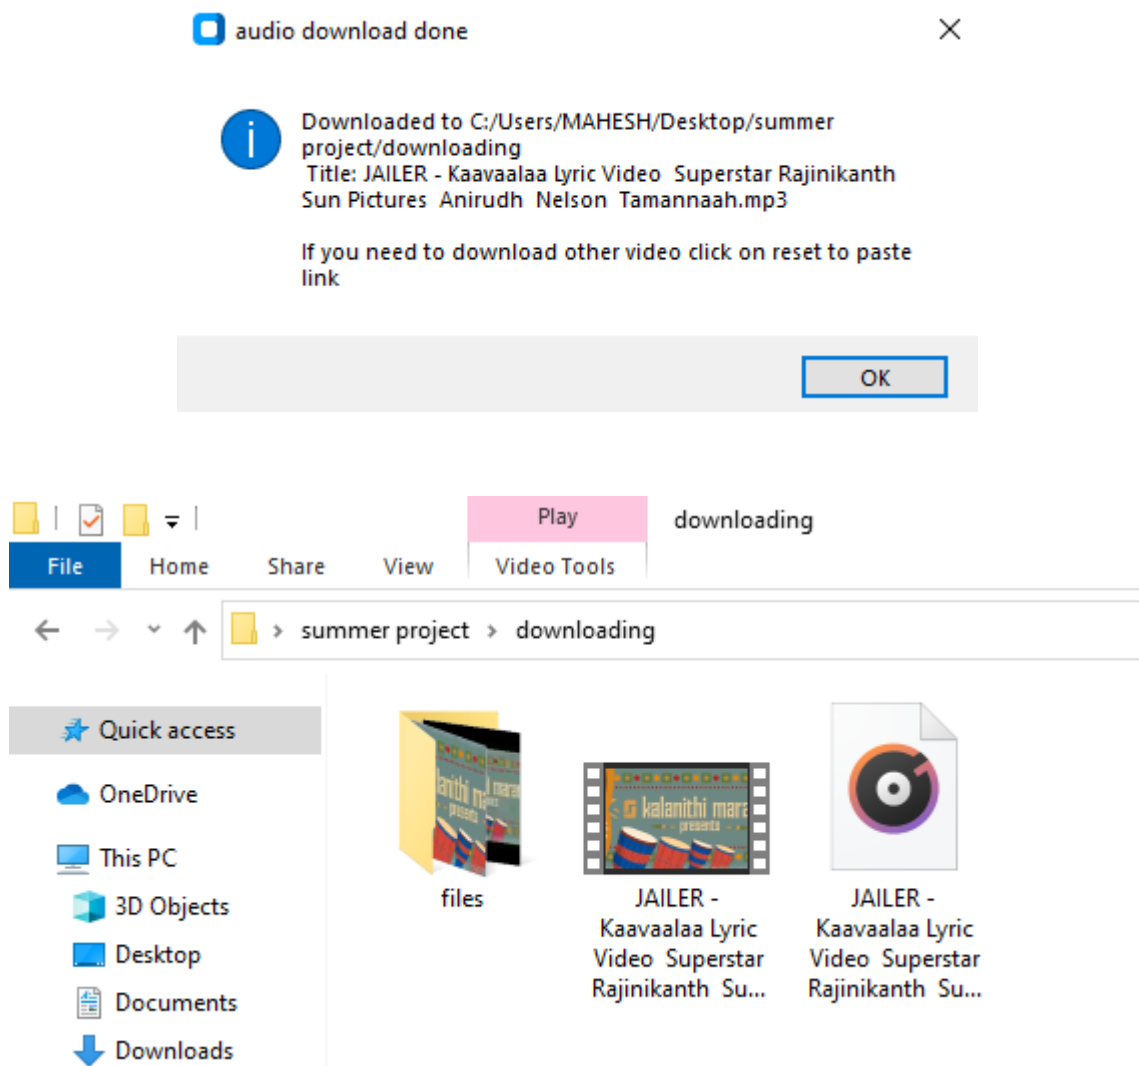 audio download done
Downloaded to C:/Users/MAHESH/Desktop/summer
project/downloading
Title: JAILER - Kaavaalaa Lyric Video  Superstar Rajinikanth
Sun Pictures  Anirudh  Nelson  Tamannaah.mp3
If you need to download other video click on reset to paste
link
OK
Play
downloading
File
Home
Share
View
Video Tools
summer project
downloading
Quick access
OneDrive
This PC
3D Objects
Desktop
Documents
Downloads
kalanithi mara
presents
files
JAILER -
Kaavaalaa Lyric
Video  Superstar
Rajinikanth  Su...
JAILER -
Kaavaalaa Lyric
Video  Superstar
Rajinikanth  Su...